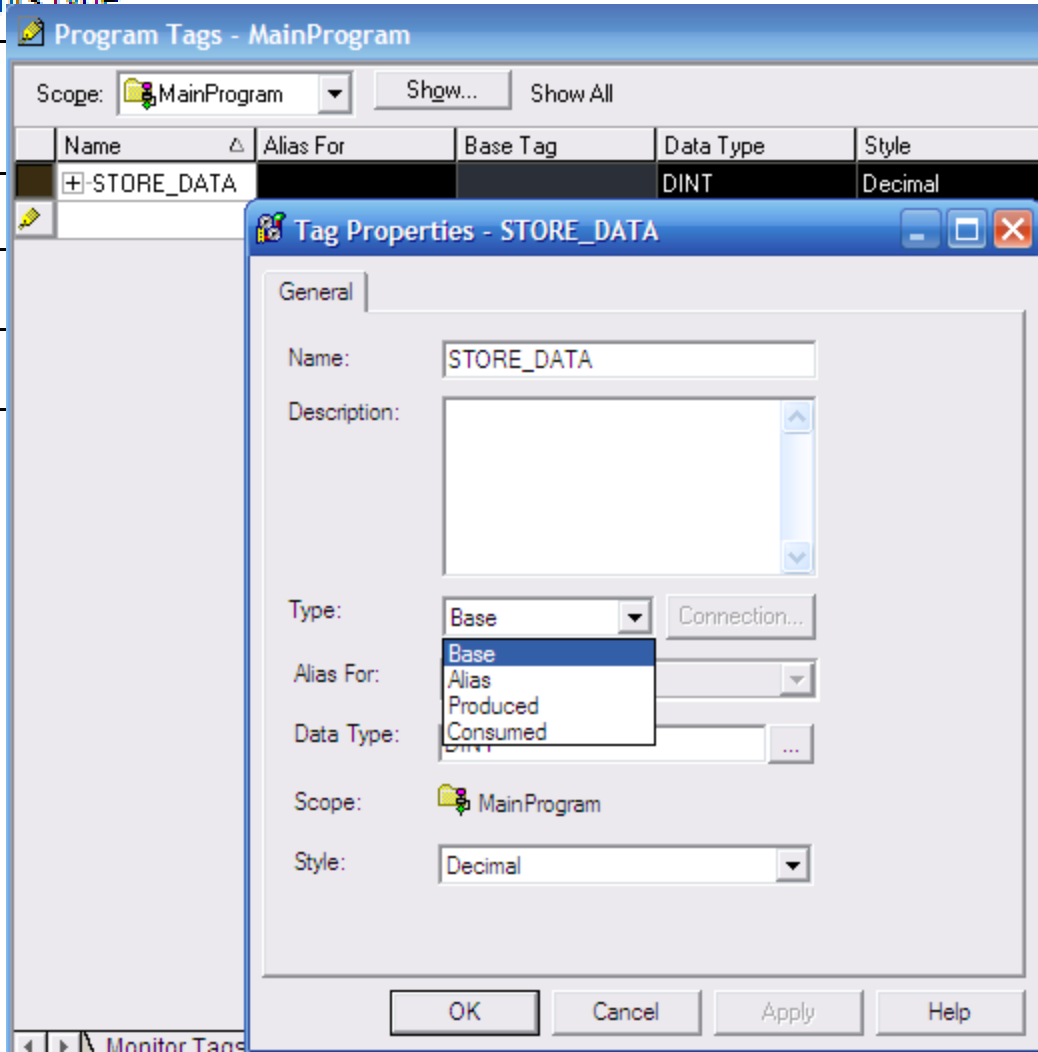 Program Tags - MainProgram
Scope: MainProgram Show... Show All
Name Alias For Base Tag Data Type Style
STORE_DATA DINT Decimal
Tag Properties - STORE_DATA
General
Name: STORE_DATA
Description:
Type: Base Connection...
Base
Alias For: Alias
Produced
Data Type: Consumed
DINT ...
Scope: MainProgram
Style: Decimal
OK Cancel Apply Help
Monitor Tags